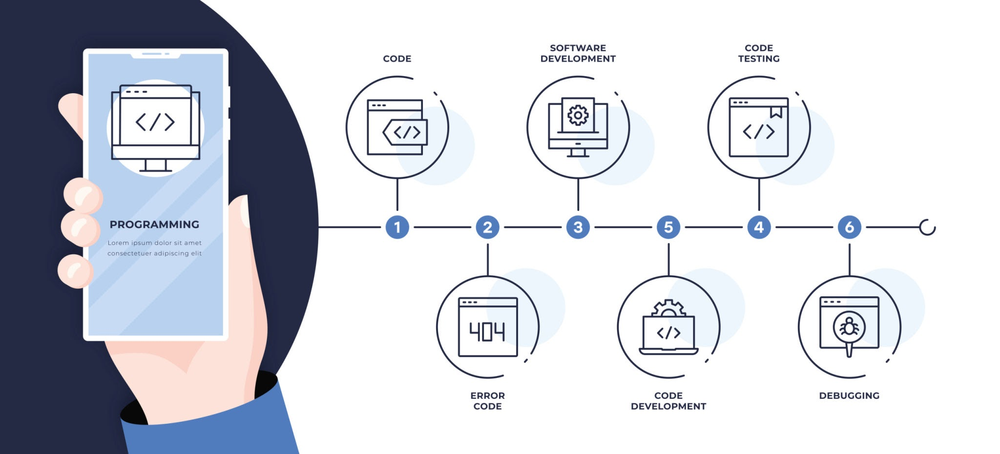 PROGRAMMING
Lorem ipsum dolor sit amet
consectetuer adipiscing elit
CODE
SOFTWARE
DEVELOPMENT
CODE
TESTING
</>
</>
</>
1
2
3
5
4
6
404
</>
ERROR
CODE
CODE
DEVELOPMENT
DEBUGGING